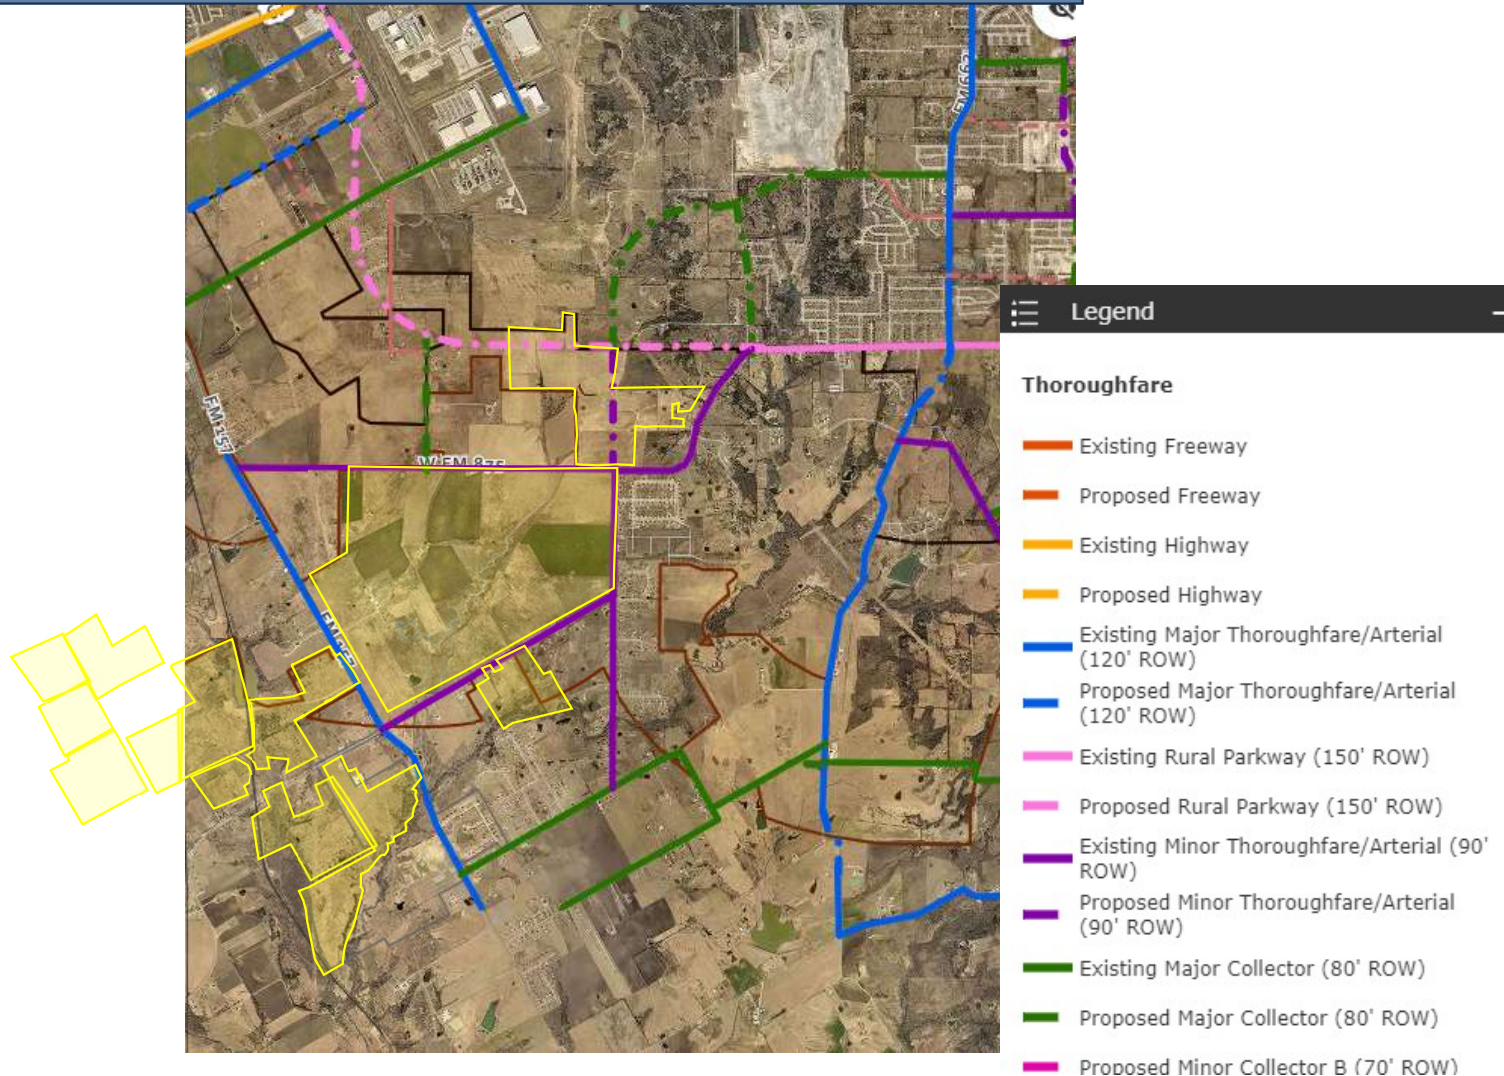 FM 663
Legend
Thoroughfare
FM 157
Existing Freeway
W FM 875
Proposed Freeway
Existing Highway
Proposed Highway
Existing Major Thoroughfare/Arterial
(120' ROW)
Proposed Major Thoroughfare/Arterial
(120' ROW)
Existing Rural Parkway (150' ROW)
Proposed Rural Parkway (150' ROW)
Existing Minor Thoroughfare/Arterial (90'
ROW)
Proposed Minor Thoroughfare/Arterial
(90' ROW)
Existing Major Collector (80' ROW)
Proposed Major Collector (80' ROW)
Proposed Minor Collector B (70' ROW)